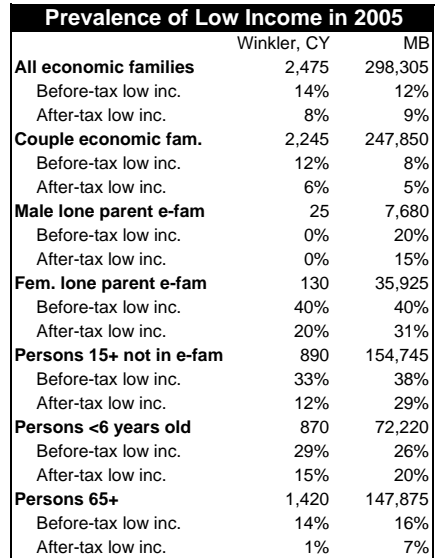 Prevalence of Low Income in 2005
Winkler, CY MB
All economic families 2,475 298,305
Before-tax low inc. 14% 12%
After-tax low inc. 8% 9%
Couple economic fam. 2,245 247,850
Before-tax low inc. 12% 8%
After-tax low inc. 6% 5%
Male lone parent e-fam 25 7,680
Before-tax low inc. 0% 20%
After-tax low inc. 0% 15%
Fem. lone parent e-fam 130 35,925
Before-tax low inc. 40% 40%
After-tax low inc. 20% 31%
Persons 15+ not in e-fam 890 154,745
Before-tax low inc. 33% 38%
After-tax low inc. 12% 29%
Persons <6 years old 870 72,220
Before-tax low inc. 29% 26%
After-tax low inc. 15% 20%
Persons 65+ 1,420 147,875
Before-tax low inc. 14% 16%
After-tax low inc. 1% 7%